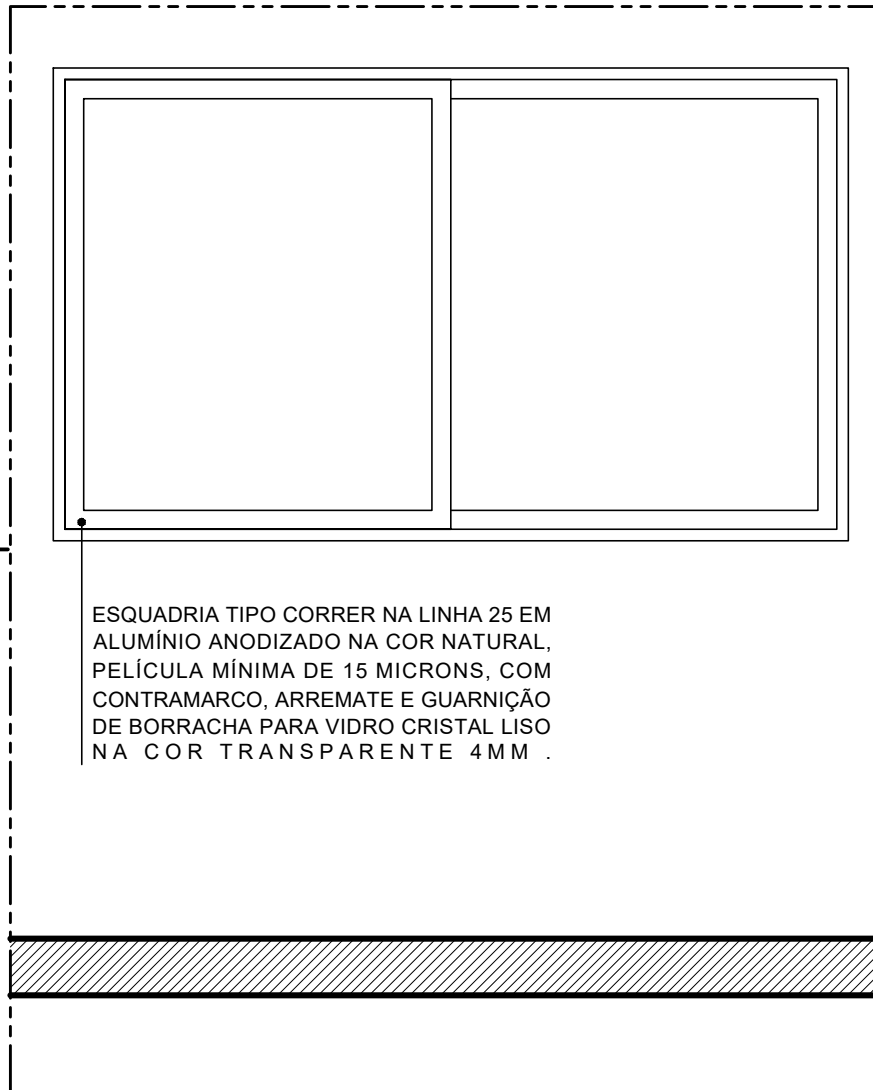 ESQUADRIA TIPO CORRER NA LINHA 25 EM
ALUMÍNIO ANODIZADO NA COR NATURAL,
PELÍCULA MÍNIMA DE 15 MICRONS, COM
CONTRAMARCO, ARREMATE E GUARNIÇÃO
DE BORRACHA PARA VIDRO CRISTAL LISO
NA COR TRANSPARENTE 4MM .